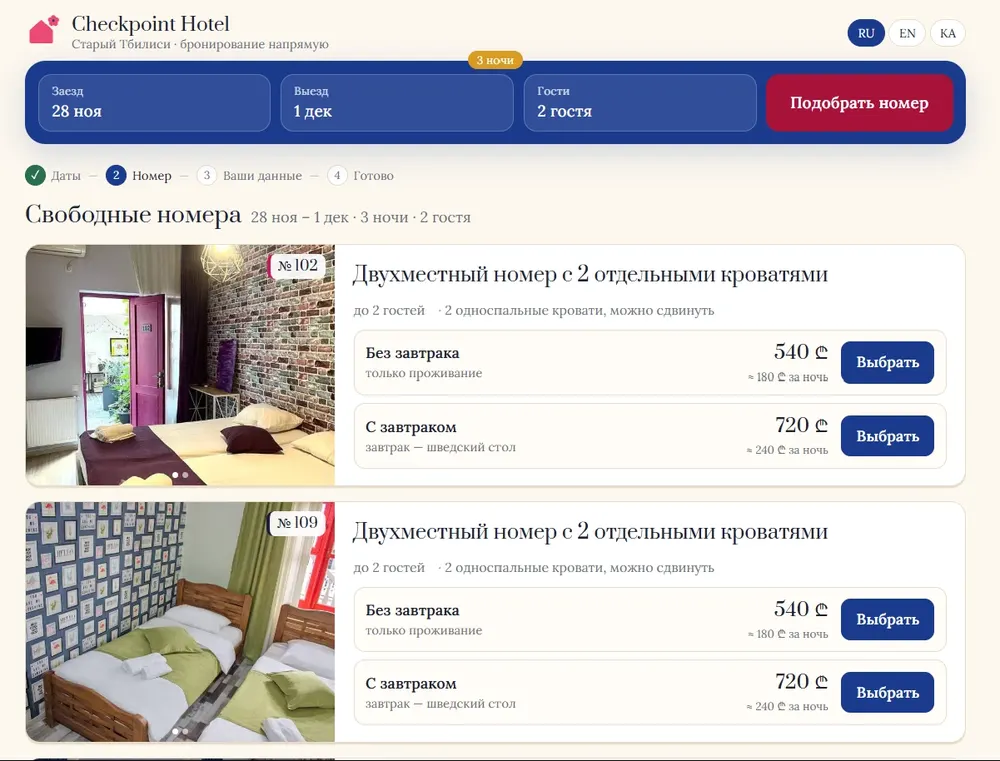 Checkpoint Hotel
Старый Тбилиси · бронирование напрямую
RU EN KA
3 ночи
Заезд
28 ноя
Выезд
1 дек
Гости
2 гостя
Подобрать номер
✓ Даты — 2 Номер — 3 Ваши данные — 4 Готово
Свободные номера 28 ноя – 1 дек · 3 ночи · 2 гостя
№ 102
Двухместный номер с 2 отдельными кроватями
до 2 гостей · 2 односпальные кровати, можно сдвинуть
Без завтрака
только проживание
540 ₾
≈ 180 ₾ за ночь
Выбрать
С завтраком
завтрак — шведский стол
720 ₾
≈ 240 ₾ за ночь
Выбрать
№ 109
Двухместный номер с 2 отдельными кроватями
до 2 гостей · 2 односпальные кровати, можно сдвинуть
Без завтрака
только проживание
540 ₾
≈ 180 ₾ за ночь
Выбрать
С завтраком
завтрак — шведский стол
720 ₾
≈ 240 ₾ за ночь
Выбрать